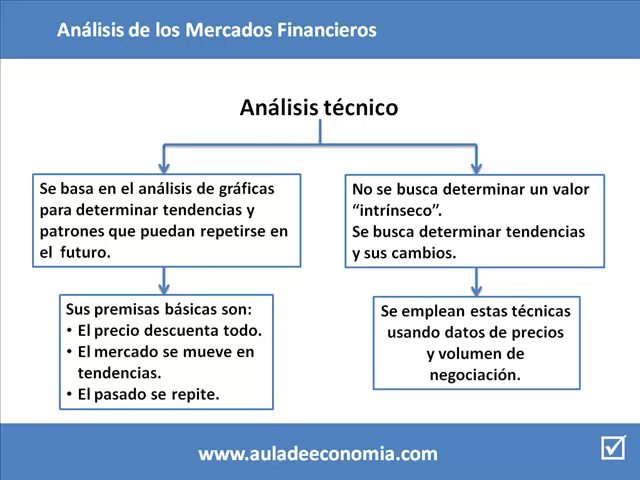 Análisis de los Mercados Financieros
Análisis técnico
Se basa en el análisis de gráficas
para determinar tendencias y
patrones que puedan repetirse en
el futuro.
No se busca determinar un valor
“intrínseco”.
Se busca determinar tendencias
y sus cambios.
Sus premisas básicas son:
• El precio descuenta todo.
• El mercado se mueve en
tendencias.
• El pasado se repite.
Se emplean estas técnicas
usando datos de precios
y volumen de
negociación.
www.auladeeconomia.com